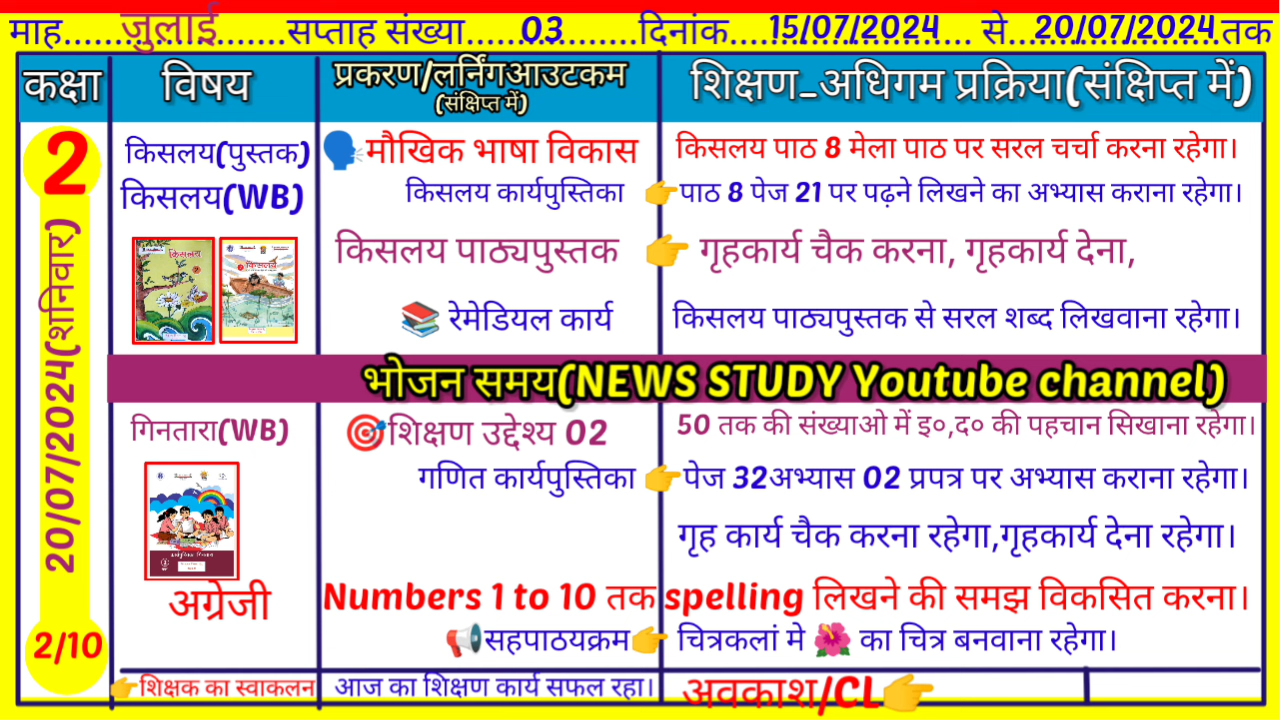 माह......जुलाई......सप्ताह संख्या......03......दिनांक....15/07/2024.... से...20/07/2024.तक
कक्षा विषय प्रकरण/लर्निंगआउटकम (संक्षिप्त में) शिक्षण-अधिगम प्रक्रिया(संक्षिप्त में)
2
20/07/2024(शनिवार)
2/10
किसलय(पुस्तक) 🗣️मौखिक भाषा विकास किसलय पाठ 8 मेला पाठ पर सरल चर्चा करना रहेगा।
किसलय(WB) किसलय कार्यपुस्तिका 👉पाठ 8 पेज 21 पर पढ़ने लिखने का अभ्यास कराना रहेगा।
किसलय पाठ्यपुस्तक 👉 गृहकार्य चैक करना, गृहकार्य देना,
किसलय
किसलय
📚 रेमेडियल कार्य किसलय पाठ्यपुस्तक से सरल शब्द लिखवाना रहेगा।
भोजन समय(NEWS STUDY Youtube channel)
गिनतारा(WB) 🎯शिक्षण उद्देश्य 02 50 तक की संख्याओ में इ०,द० की पहचान सिखाना रहेगा।
गणित कार्यपुस्तिका 👉पेज 32अभ्यास 02 प्रपत्र पर अभ्यास कराना रहेगा।
गृह कार्य चैक करना रहेगा,गृहकार्य देना रहेगा।
अग्रेजी Numbers 1 to 10 तक spelling लिखने की समझ विकसित करना।
📢सहपाठयक्रम👉 चित्रकलां मे 🌺 का चित्र बनवाना रहेगा।
👉शिक्षक का स्वाकलन आज का शिक्षण कार्य सफल रहा। अवकाश/CL👉